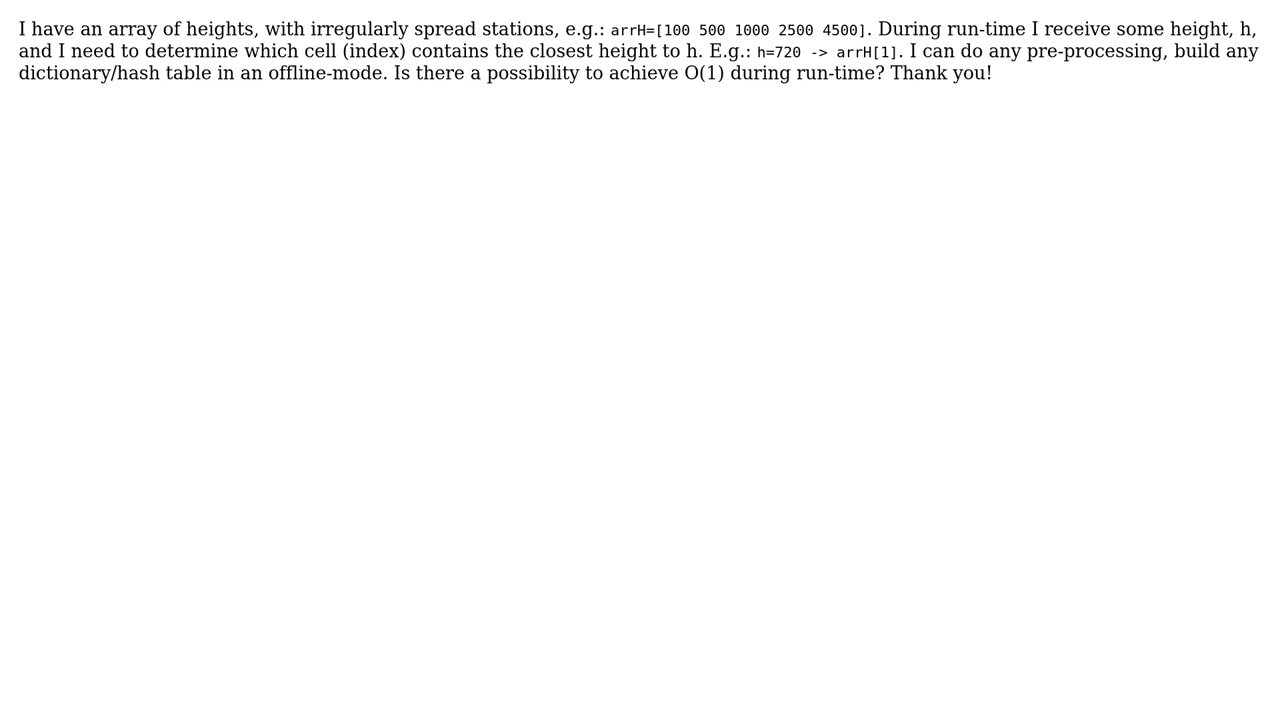 I have an array of heights, with irregularly spread stations, e.g.: arrH=[100 500 1000 2500 4500]. During run-time I receive some height, h,
and I need to determine which cell (index) contains the closest height to h. E.g.: h=720 -> arrH[1]. I can do any pre-processing, build any
dictionary/hash table in an offline-mode. Is there a possibility to achieve O(1) during run-time? Thank you!